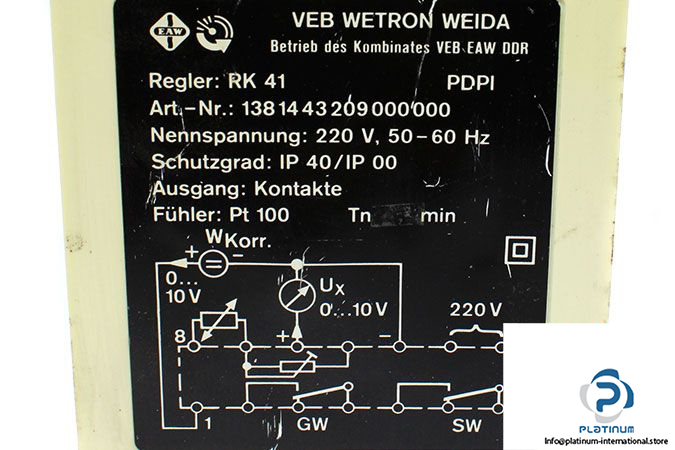 VEB WETRON WEIDA
EAW
Betrieb des Kombinates VEB EAW DDR
Regler: RK 41 PDPI
Art.-Nr.: 138 14 43 209 000 000
Nennspannung: 220 V, 50-60 Hz
Schutzgrad: IP 40/IP 00
Ausgang: Kontakte
Fühler: Pt 100 Tn min
WKorr.
+ −
0...
10 V
Ux
0...10 V
220 V
8 + −
1 GW SW
PLATINUM
Info@platinum-international.store